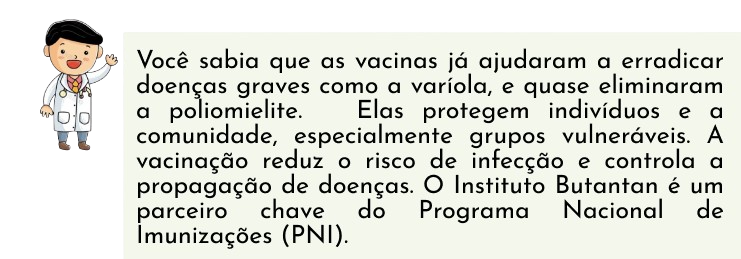 Você sabia que as vacinas já ajudaram a erradicar
doenças graves como a varíola, e quase eliminaram
a poliomielite. Elas protegem indivíduos e a
comunidade, especialmente grupos vulneráveis. A
vacinação reduz o risco de infecção e controla a
propagação de doenças. O Instituto Butantan é um
parceiro chave do Programa Nacional de
Imunizações (PNI).